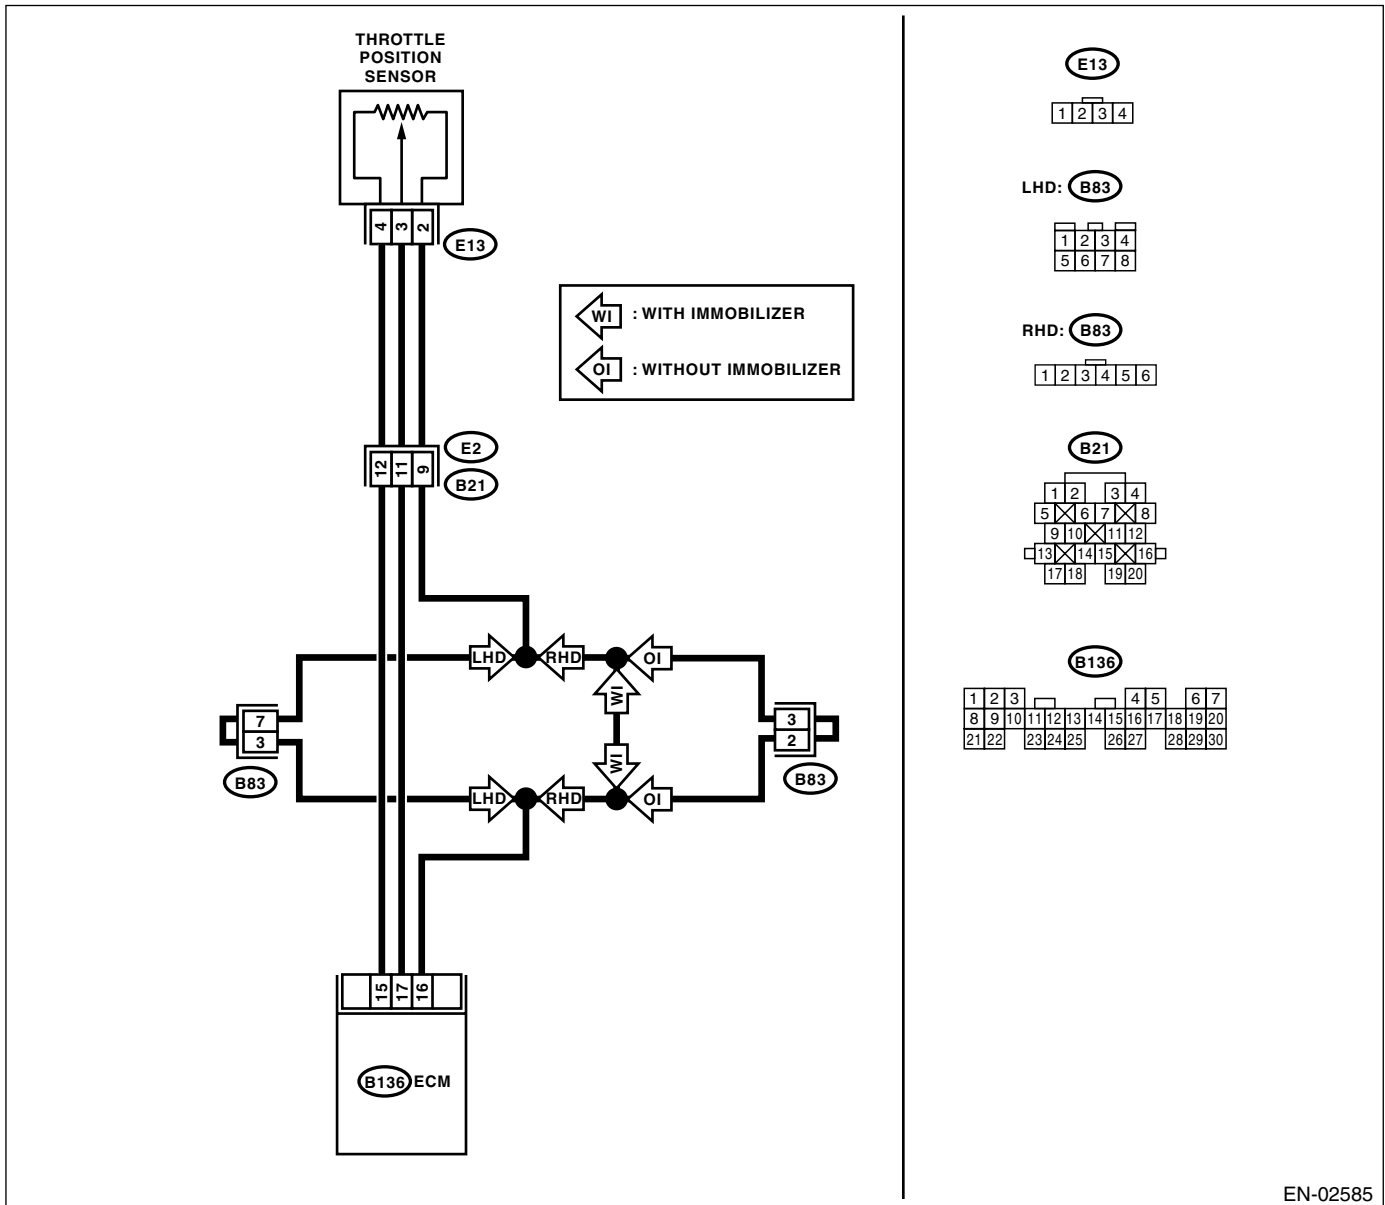 THROTTLE
POSITION
SENSOR
4 3 2
E13
WI : WITH IMMOBILIZER
OI : WITHOUT IMMOBILIZER
E2
12 11 9
B21
LHD RHD OI
WI
7
3
B83
3
2
B83
WI
LHD RHD OI
15 17 16
B136 ECM
E13
1 2 3 4
LHD: B83
1 2 3 4
5 6 7 8
RHD: B83
1 2 3 4 5 6
B21
1 2 3 4
5 6 7 8
9 10 11 12
13 14 15 16
17 18 19 20
B136
1 2 3 4 5 6 7
8 9 10 11 12 13 14 15 16 17 18 19 20
21 22 23 24 25 26 27 28 29 30
EN-02585